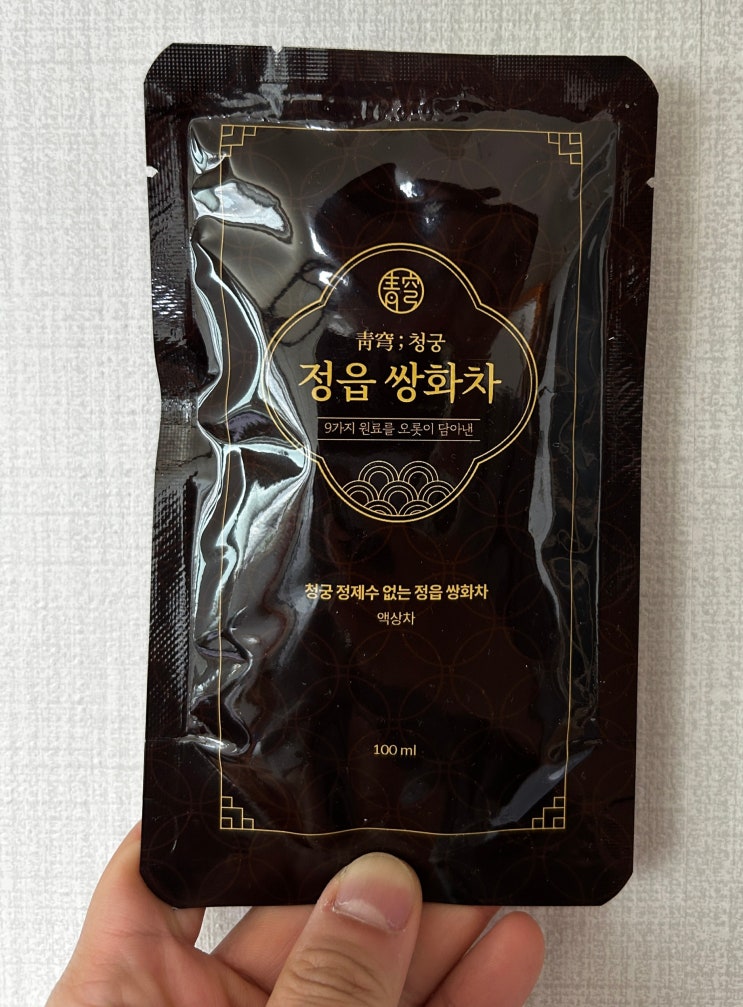 靑穹
靑穹 ; 청궁
정읍 쌍화차
9가지 원료를 오롯이 담아낸
청궁 정제수 없는 정읍 쌍화차
액상차
100 ml